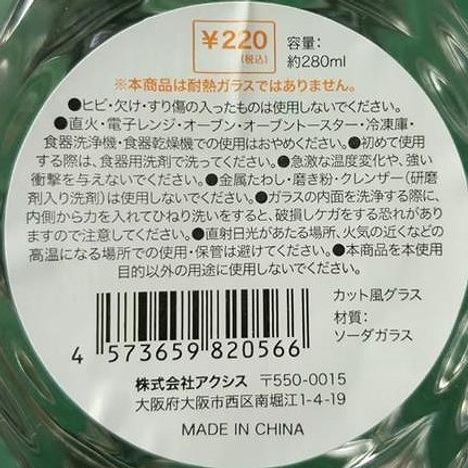 ¥220
(税込)
容量：
約280ml
※本商品は耐熱ガラスではありません。
●ヒビ・欠け・すり傷の入ったものは使用しないでください。
●直火・電子レンジ・オーブン・オーブントースター・冷凍庫・
食器洗浄機・食器乾燥機での使用はおやめください。●初めて使用
する際は、食器用洗剤で洗ってください。●急激な温度変化や、強い
衝撃を与えないでください。●金属たわし・磨き粉・クレンザー（研磨
剤入り洗剤）は使用しないでください。●ガラスの内面を洗浄する際に、
内側から力を入れてひねり洗いをすると、破損しケガをする恐れがあり
ますので注意してください。●直射日光があたる場所、火気の近くなどの
高温になる場所での使用・保管は避けてください。●本商品を本使用
目的以外の用途に使用しないでください。
カット風グラス
材質：
ソーダガラス
4 573659 820566
株式会社アクシス 〒550-0015
大阪府大阪市西区南堀江1-4-19
MADE IN CHINA